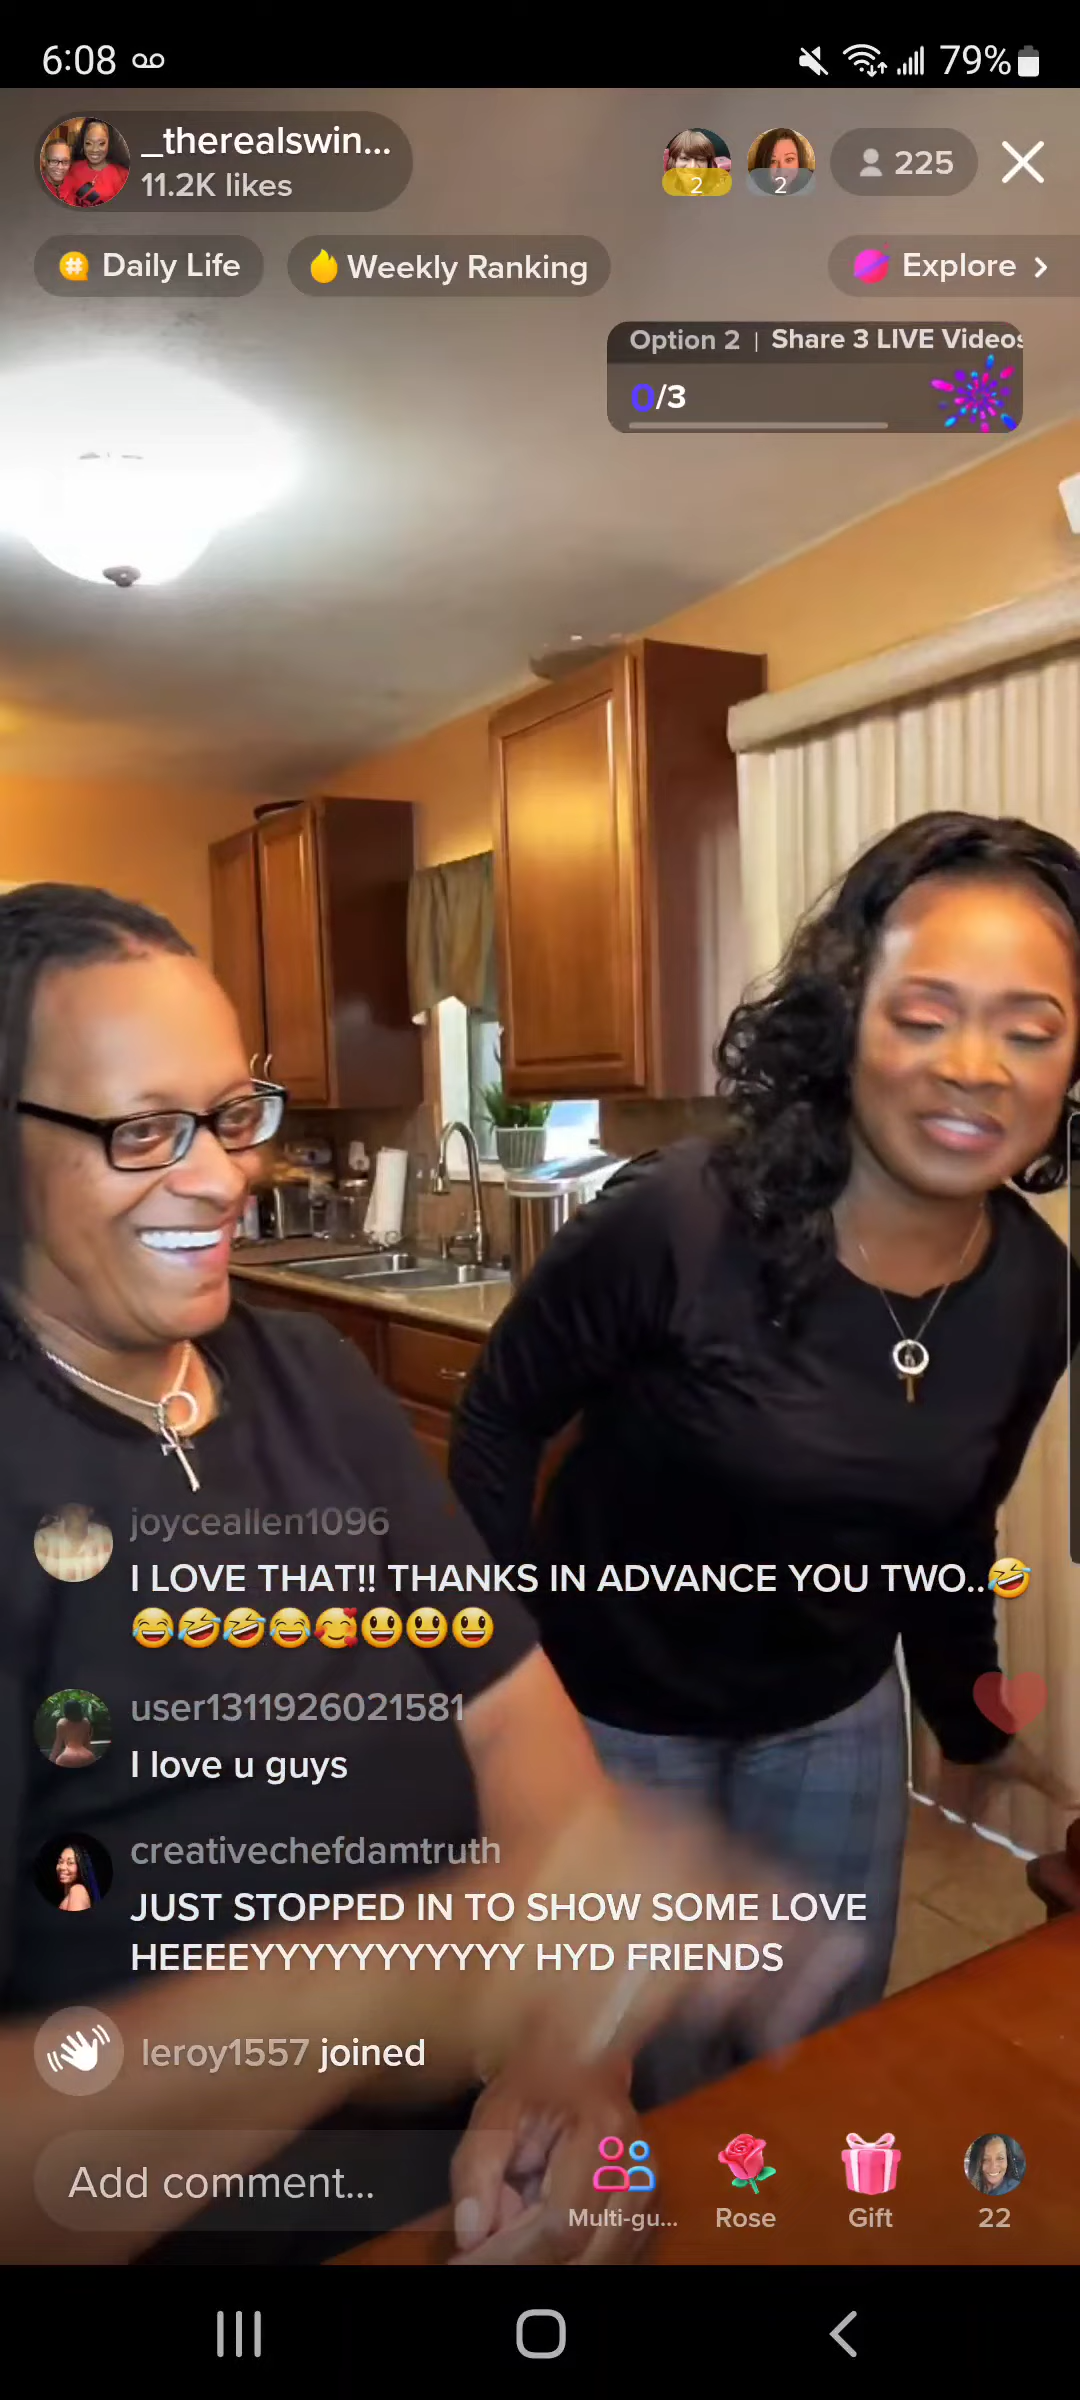 6:08
79%
_therealswin...
11.2K likes
2
2
225
Daily Life
Weekly Ranking
Explore >
Option 2 | Share 3 LIVE Videos
0/3
joyceallen1096
I LOVE THAT!! THANKS IN ADVANCE YOU TWO..🤣
😂🤣🤣😂🥰😃😃😃
user1311926021581
I love u guys
creativechefdamtruth
JUST STOPPED IN TO SHOW SOME LOVE
HEEEEYYYYYYYYYYY HYD FRIENDS
leroy1557 joined
Add comment...
Multi-gu...
Rose
Gift
22